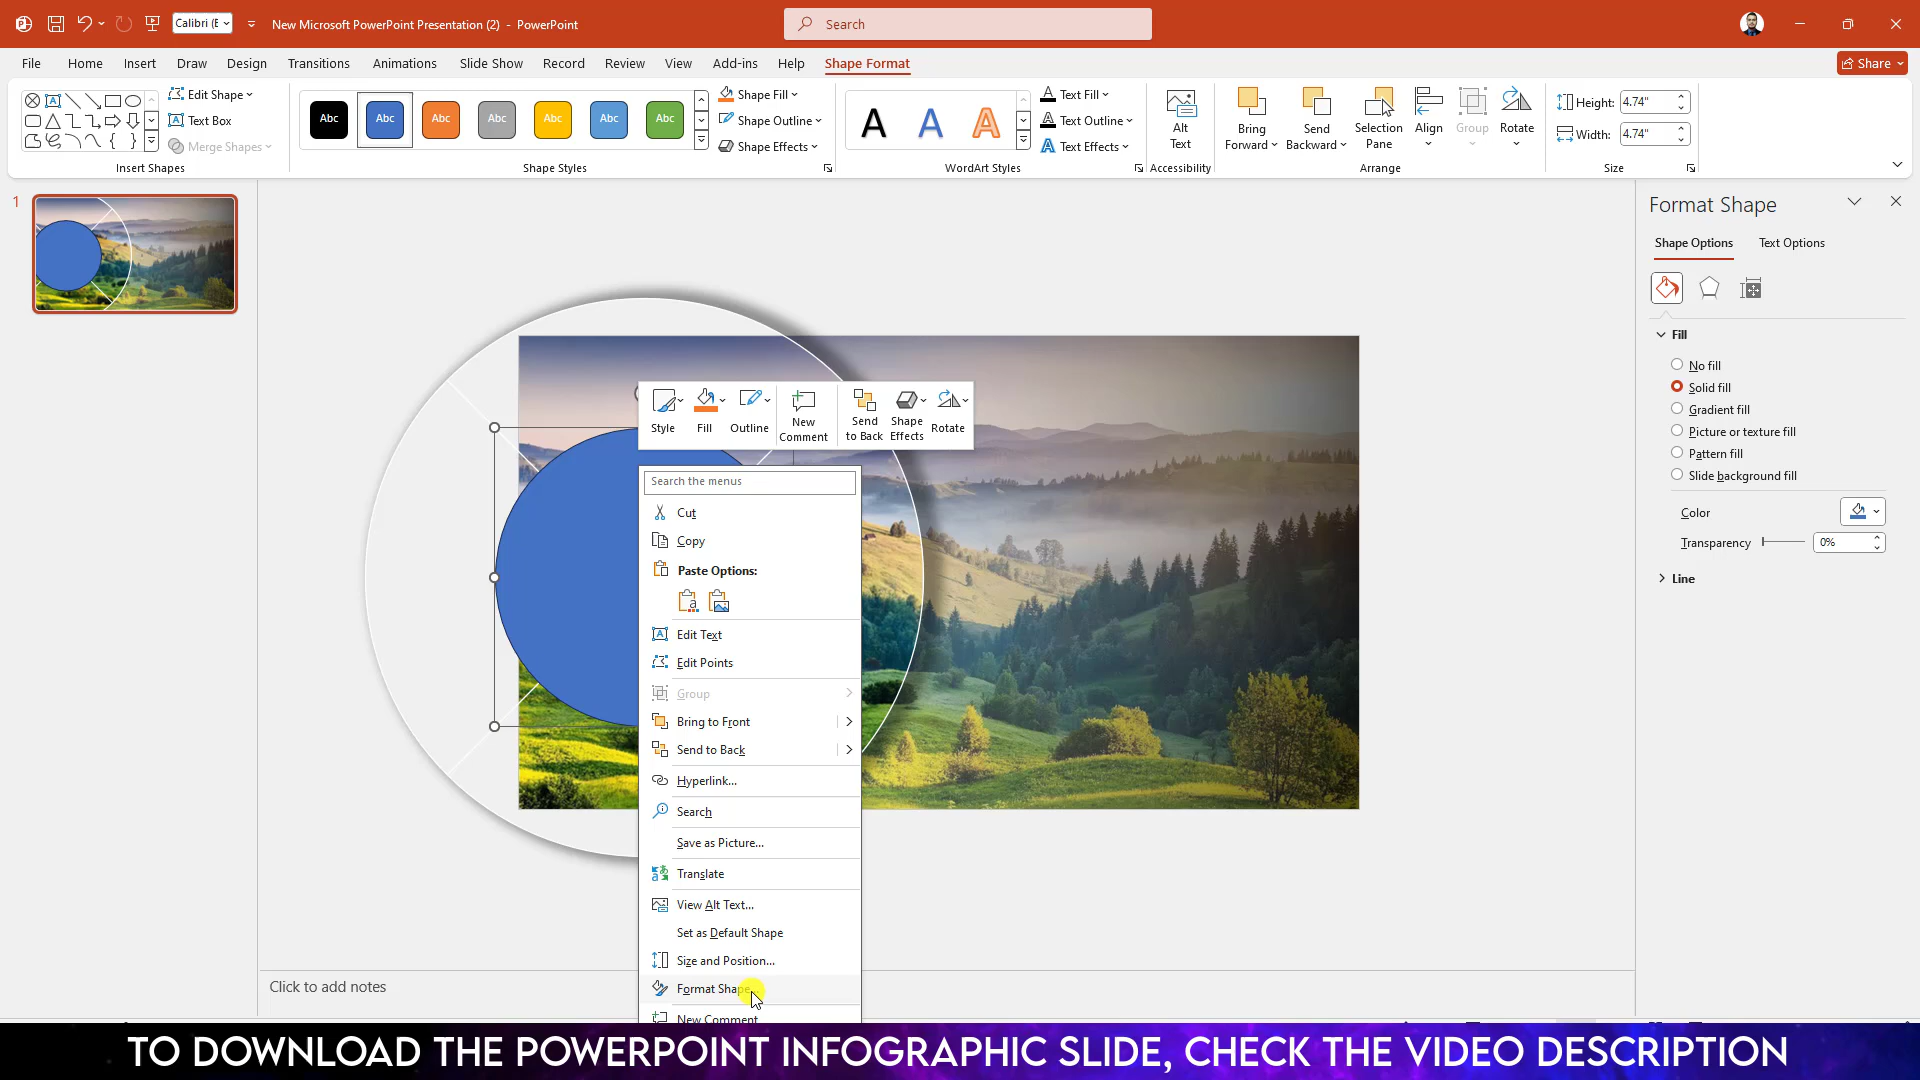 Calibri (E
New Microsoft PowerPoint Presentation (2) - PowerPoint
Search
File Home Insert Draw Design Transitions Animations Slide Show Record Review View Add-ins Help Shape Format
Share
Edit Shape
Text Box
Merge Shapes
Insert Shapes
Abc Abc Abc Abc Abc Abc Abc
Shape Fill
Shape Outline
Shape Effects
Shape Styles
A A A
Text Fill
Text Outline
Text Effects
WordArt Styles
Alt
Text
Accessibility
Bring
Forward
Send
Backward
Selection
Pane
Align
Group
Rotate
Arrange
Height: 4.74"
Width: 4.74"
Size
1
Style
Fill
Outline
New
Comment
Send
to Back
Shape
Effects
Rotate
Search the menus
Cut
Copy
Paste Options:
Edit Text
Edit Points
Group
Bring to Front
Send to Back
Hyperlink...
Search
Save as Picture...
Translate
View Alt Text...
Set as Default Shape
Size and Position...
Format Shape...
New Comment
Format Shape
Shape Options Text Options
Fill
No fill
Solid fill
Gradient fill
Picture or texture fill
Pattern fill
Slide background fill
Color
Transparency 0%
Line
Click to add notes
TO DOWNLOAD THE POWERPOINT INFOGRAPHIC SLIDE, CHECK THE VIDEO DESCRIPTION